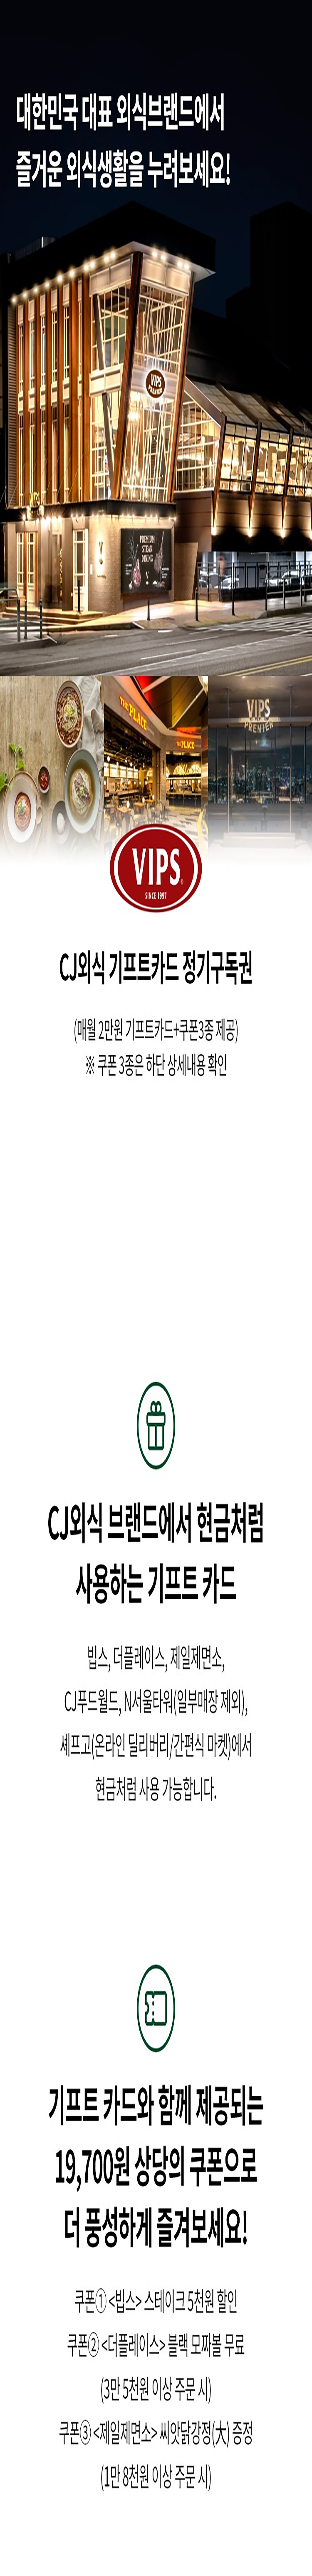 대한민국 대표 외식브랜드에서
즐거운 외식생활을 누려보세요!
VIPS
PREMIER
PREMIUM
STEAK
DINING
THE PLACE
THE PLACE
VIPS
PREMIER
VIPS
SINCE 1997
CJ외식 기프트카드 정기구독권
(매월 2만원 기프트카드+쿠폰3종 제공)
※ 쿠폰 3종은 하단 상세내용 확인
CJ외식 브랜드에서 현금처럼
사용하는 기프트 카드
빕스, 더플레이스, 제일제면소,
CJ푸드월드, N서울타워(일부매장 제외),
셰프고(온라인 딜리버리/간편식 마켓)에서
현금처럼 사용 가능합니다.
기프트 카드와 함께 제공되는
19,700원 상당의 쿠폰으로
더 풍성하게 즐겨보세요!
쿠폰① <빕스> 스테이크 5천원 할인
쿠폰② <더플레이스> 블랙 모짜볼 무료
(3만 5천원 이상 주문 시)
쿠폰③ <제일제면소> 씨앗닭강정(大) 증정
(1만 8천원 이상 주문 시)